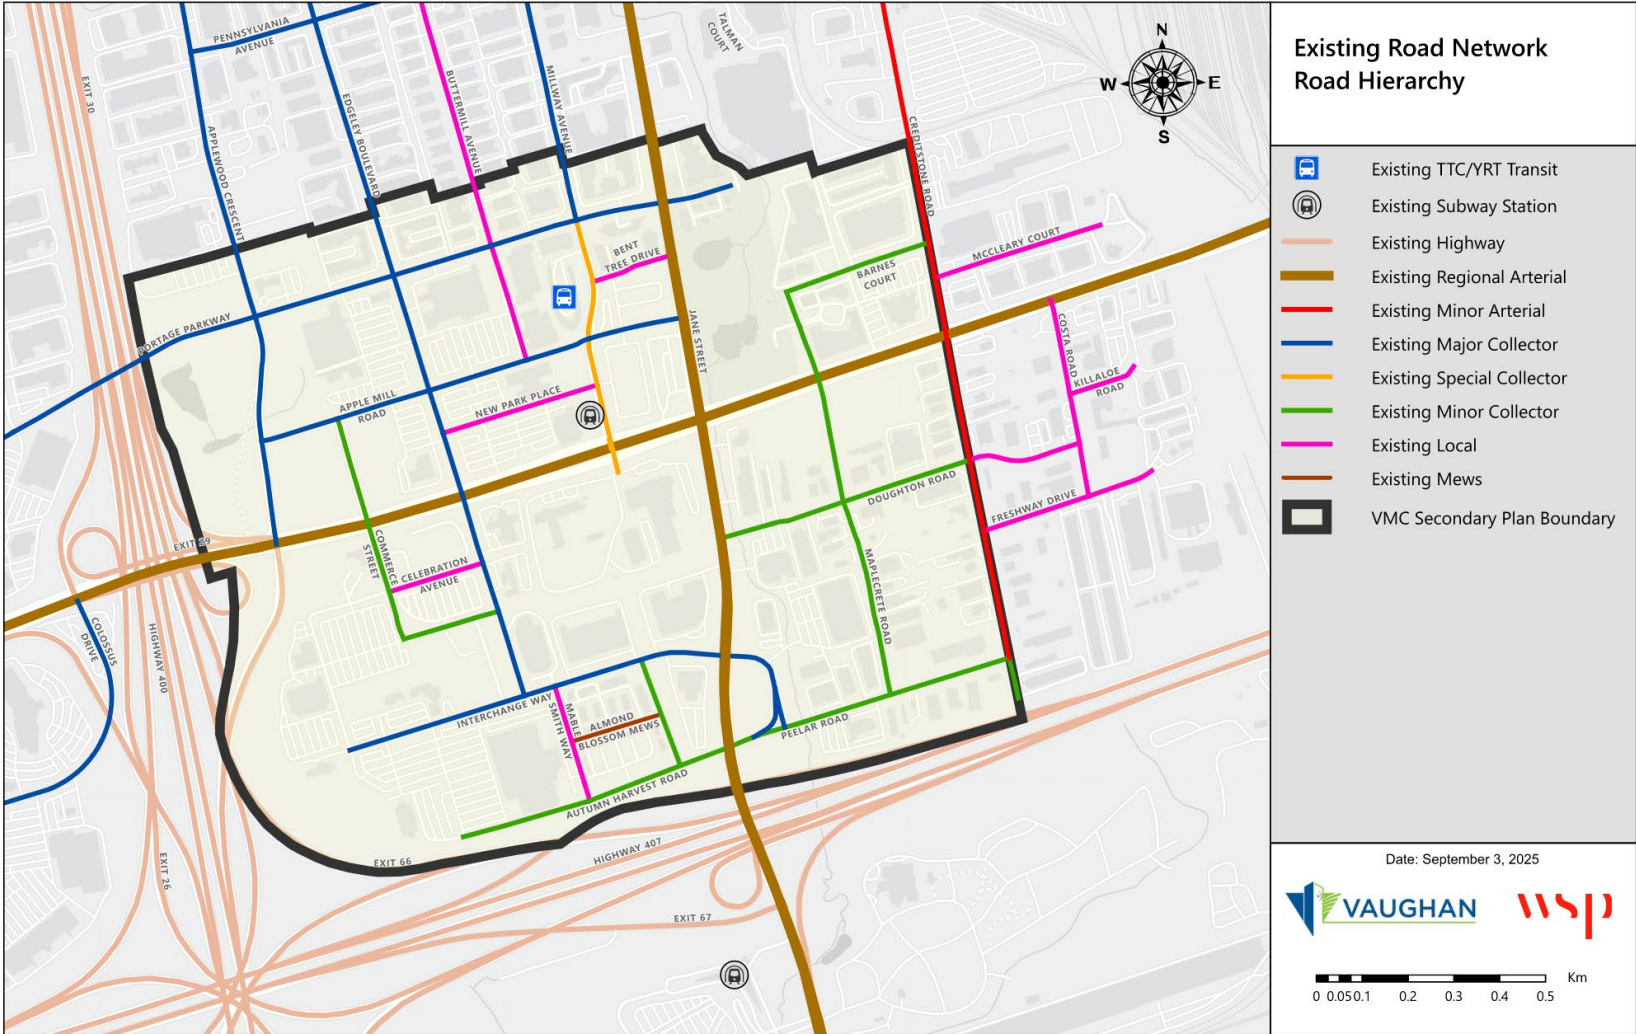 Existing Road Network
Road Hierarchy
Existing TTC/YRT Transit
Existing Subway Station
Existing Highway
Existing Regional Arterial
Existing Minor Arterial
Existing Major Collector
Existing Special Collector
Existing Minor Collector
Existing Local
Existing Mews
VMC Secondary Plan Boundary
Date: September 3, 2025
VAUGHAN
wsp
Km
0 0.05 0.1 0.2 0.3 0.4 0.5
N
W E
S
PENNSYLVANIA
AVENUE
TALMAN
COURT
EXIT 30
APPLEWOOD CRESCENT
EDGELEY BOULEVARD
BUTTERMILL AVENUE
MILLWAY AVENUE
CREDITSTONE ROAD
MCCLEARY COURT
BENT
TREE DRIVE
BARNES
COURT
PORTAGE PARKWAY
JANE STREET
COSTA ROAD
KILLALOE
ROAD
APPLE MILL
ROAD
NEW PARK PLACE
DOUGHTON ROAD
FRESHWAY DRIVE
EXIT 29
COMMERCE
STREET
CELEBRATION
AVENUE
MAPLECRETE ROAD
COLOSSUS
DRIVE
HIGHWAY 400
INTERCHANGE WAY
MABLE
SMITH WAY
ALMOND
BLOSSOM MEWS
PEELAR ROAD
AUTUMN HARVEST ROAD
EXIT 66
HIGHWAY 407
EXIT 26
EXIT 67